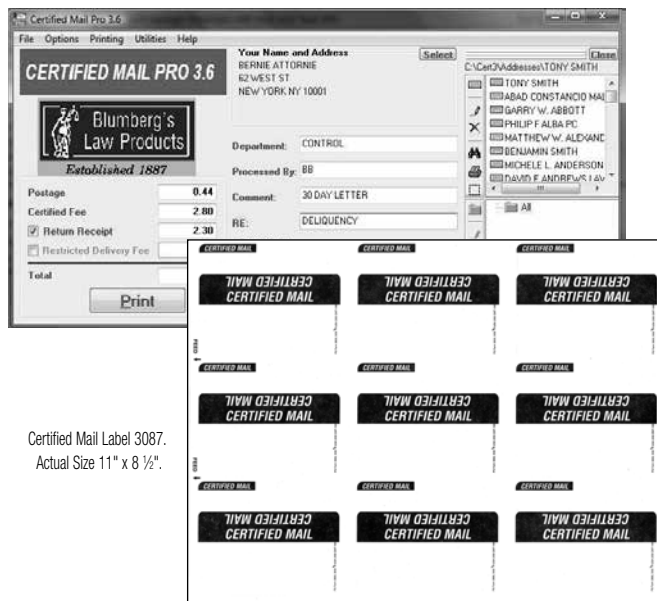 Certified Mail Pro 3.6
File Options Printing Utilities Help
CERTIFIED MAIL PRO 3.6
Blumberg's
Law Products
Established 1887
Postage 0.44
Certified Fee 2.80
Return Receipt 2.30
Restricted Delivery Fee
Total
Print
Your Name and Address
Select
BERNIE ATTORNIE
62 WEST ST
NEW YORK NY 10001
Department: CONTROL
Processed By: BB
Comment: 30 DAY LETTER
RE: DELIQUENCY
Close
C:\Cert3\Addresses\TONY SMITH
TONY SMITH
ABAD CONSTANCIO MAI
GARRY W. ABBOTT
PHILIP F ALBA PC
MATTHEW W. ALEXAND
BENJAMIN SMITH
MICHELE L. ANDERSON
DAVID F ANDREWS LAW
All
CERTIFIED MAIL CERTIFIED MAIL CERTIFIED MAIL
CERTIFIED MAIL CERTIFIED MAIL CERTIFIED MAIL
CERTIFIED MAIL CERTIFIED MAIL CERTIFIED MAIL
FEED
CERTIFIED MAIL CERTIFIED MAIL CERTIFIED MAIL
CERTIFIED MAIL CERTIFIED MAIL CERTIFIED MAIL
CERTIFIED MAIL CERTIFIED MAIL CERTIFIED MAIL
FEED
CERTIFIED MAIL CERTIFIED MAIL CERTIFIED MAIL
CERTIFIED MAIL CERTIFIED MAIL CERTIFIED MAIL
CERTIFIED MAIL CERTIFIED MAIL CERTIFIED MAIL
Certified Mail Label 3087.
Actual Size 11" x 8 ½".